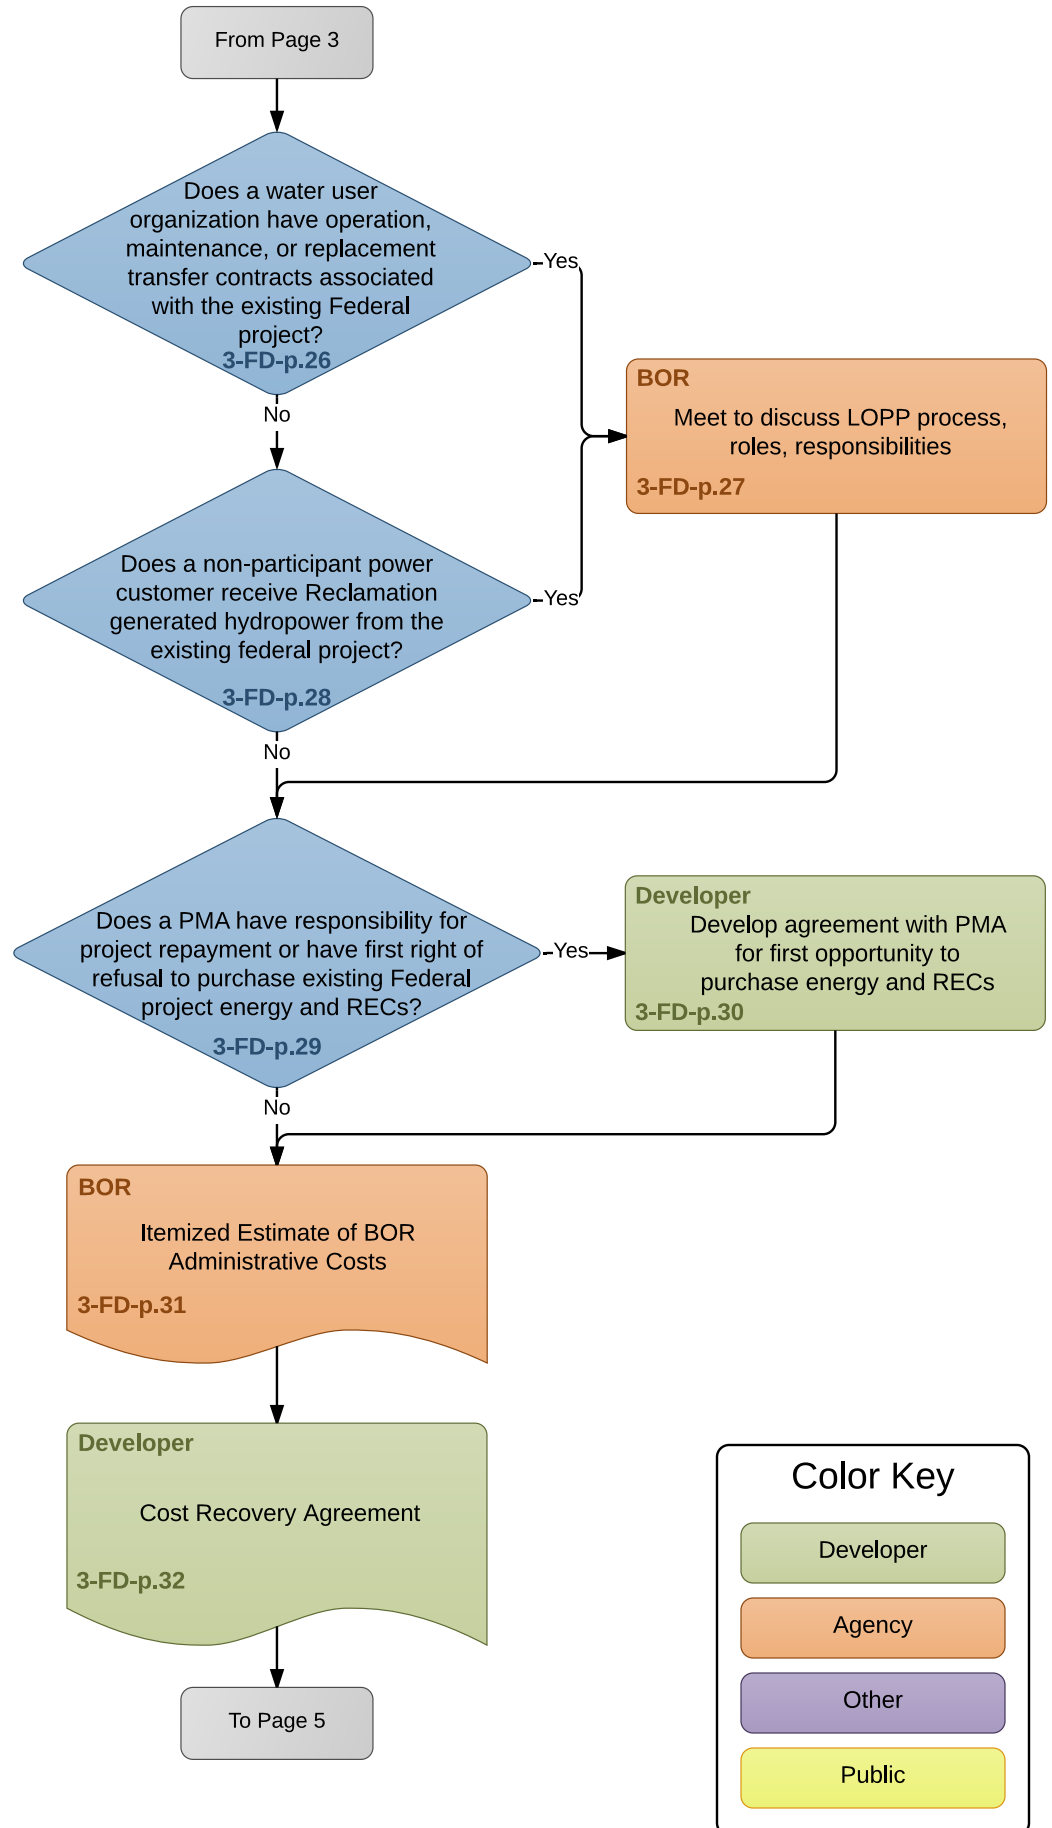 From Page 3
Does a water user
organization have operation,
maintenance, or replacement
transfer contracts associated
with the existing Federal
project?
3-FD-p.26
Yes
No
BOR
Meet to discuss LOPP process,
roles, responsibilities
3-FD-p.27
Does a non-participant power
customer receive Reclamation
generated hydropower from the
existing federal project?
3-FD-p.28
Yes
No
Does a PMA have responsibility for
project repayment or have first right of
refusal to purchase existing Federal
project energy and RECs?
3-FD-p.29
Yes
No
Developer
Develop agreement with PMA
for first opportunity to
purchase energy and RECs
3-FD-p.30
BOR
Itemized Estimate of BOR
Administrative Costs
3-FD-p.31
Developer
Cost Recovery Agreement
3-FD-p.32
To Page 5
Color Key
Developer
Agency
Other
Public